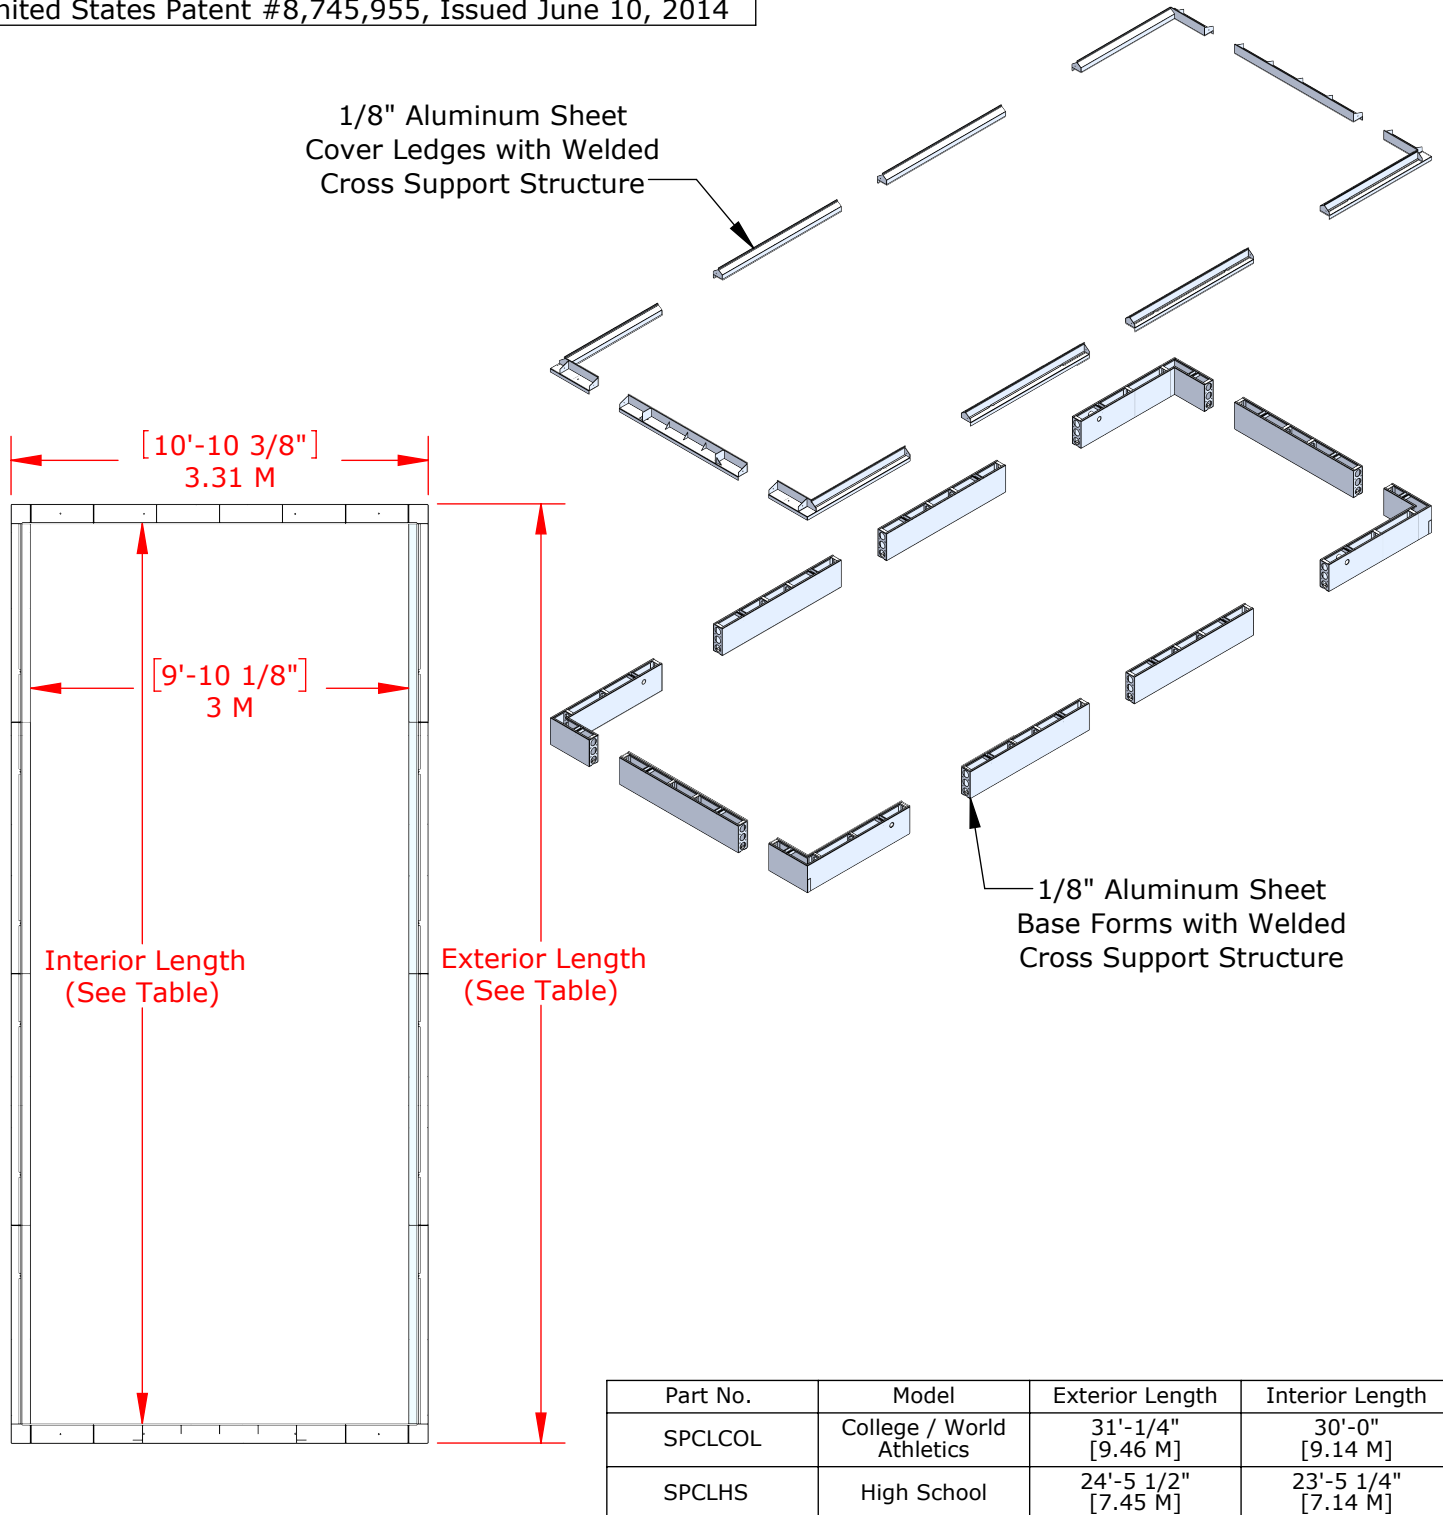 United States Patent #8,745,955, Issued June 10, 2014
1/8" Aluminum Sheet
Cover Ledges with Welded
Cross Support Structure
[10'-10 3/8"]
3.31 M
[9'-10 1/8"]
3 M
Interior Length
(See Table)
Exterior Length
(See Table)
1/8" Aluminum Sheet
Base Forms with Welded
Cross Support Structure
Part No. Model Exterior Length Interior Length
SPCLCOL College / World Athletics 31'-1/4" [9.46 M] 30'-0" [9.14 M]
SPCLHS High School 24'-5 1/2" [7.45 M] 23'-5 1/4" [7.14 M]